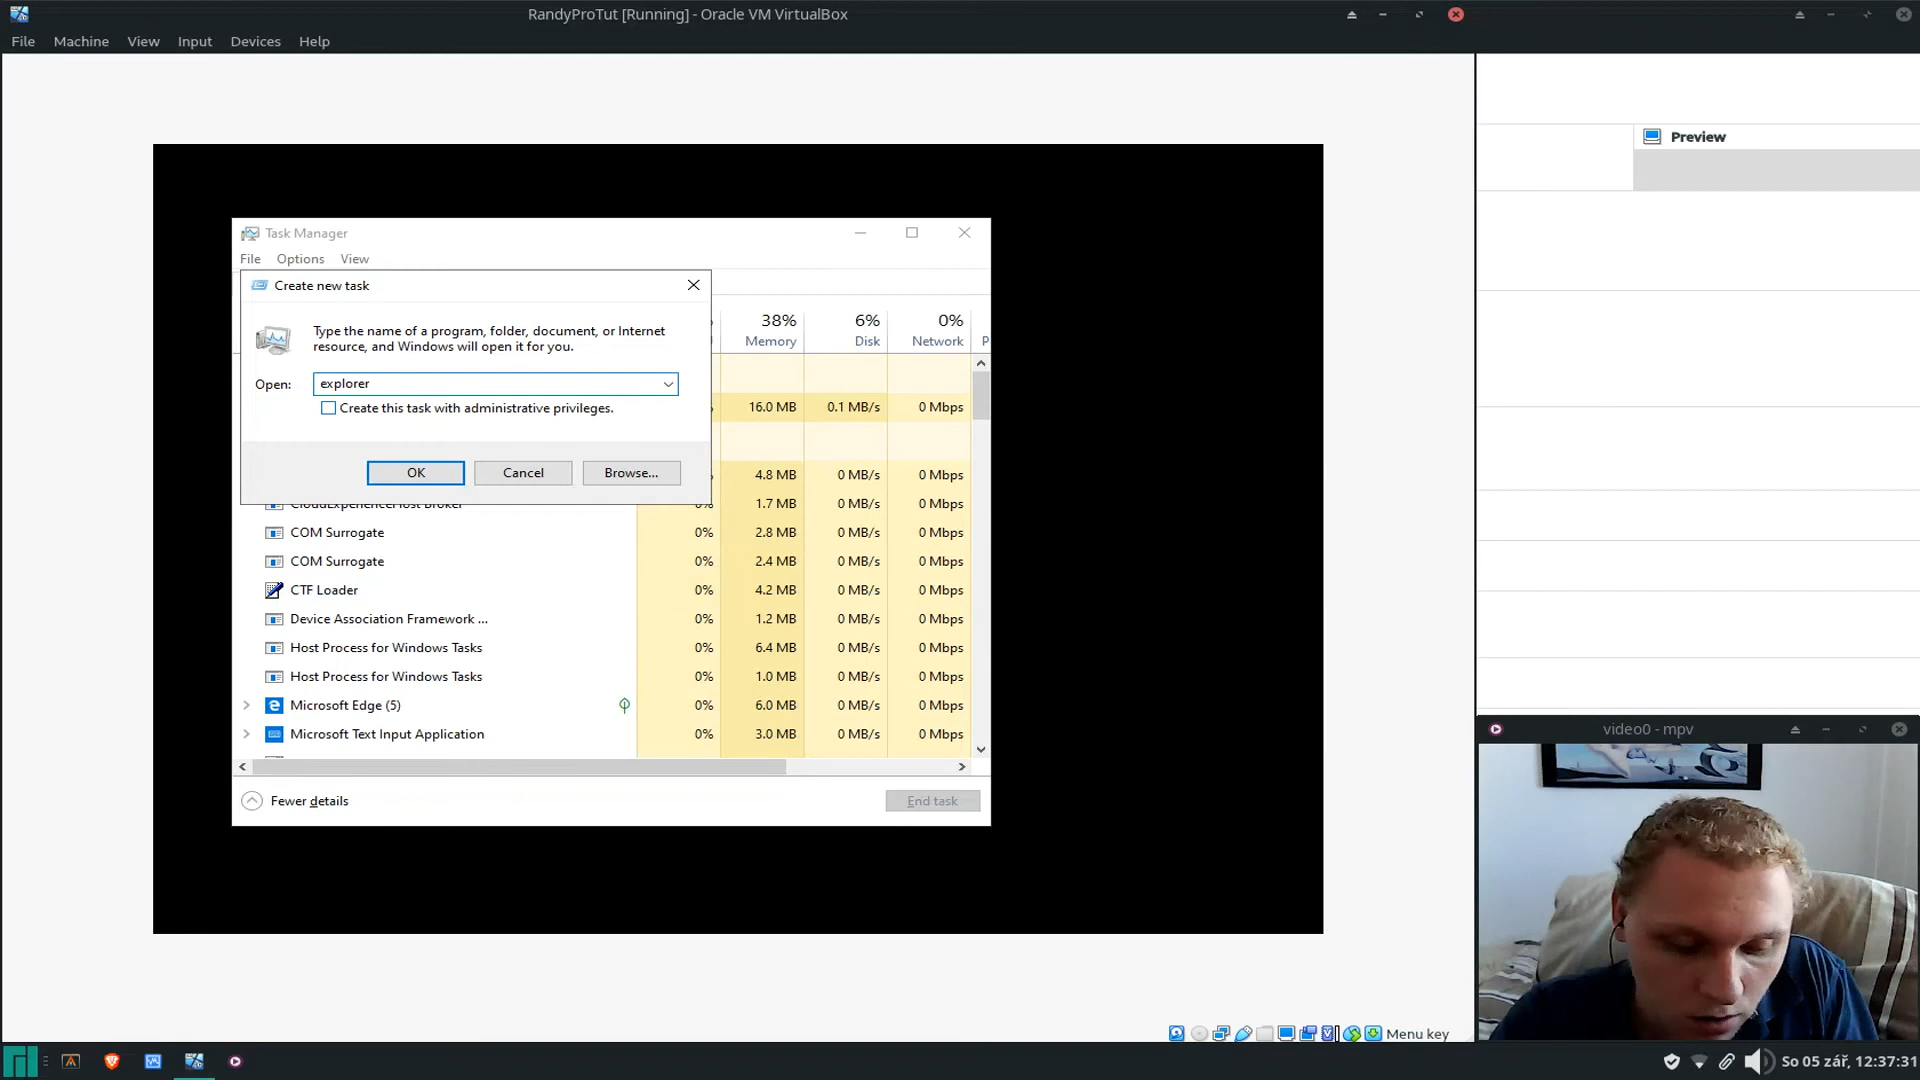 RandyProTut [Running] - Oracle VM VirtualBox
File Machine View Input Devices Help
Preview
Task Manager
File Options View
Create new task
Type the name of a program, folder, document, or Internet
resource, and Windows will open it for you.
Open: explorer
Create this task with administrative privileges.
OK Cancel Browse...
38% 6% 0%
Memory Disk Network P
16.0 MB 0.1 MB/s 0 Mbps
4.8 MB 0 MB/s 0 Mbps
CloudExperienceHost Broker 0% 1.7 MB 0 MB/s 0 Mbps
COM Surrogate 0% 2.8 MB 0 MB/s 0 Mbps
COM Surrogate 0% 2.4 MB 0 MB/s 0 Mbps
CTF Loader 0% 4.2 MB 0 MB/s 0 Mbps
Device Association Framework ... 0% 1.2 MB 0 MB/s 0 Mbps
Host Process for Windows Tasks 0% 6.4 MB 0 MB/s 0 Mbps
Host Process for Windows Tasks 0% 1.0 MB 0 MB/s 0 Mbps
Microsoft Edge (5) 0% 6.0 MB 0 MB/s 0 Mbps
Microsoft Text Input Application 0% 3.0 MB 0 MB/s 0 Mbps
Fewer details End task
video0 - mpv
Menu key
So 05 zář, 12:37:31